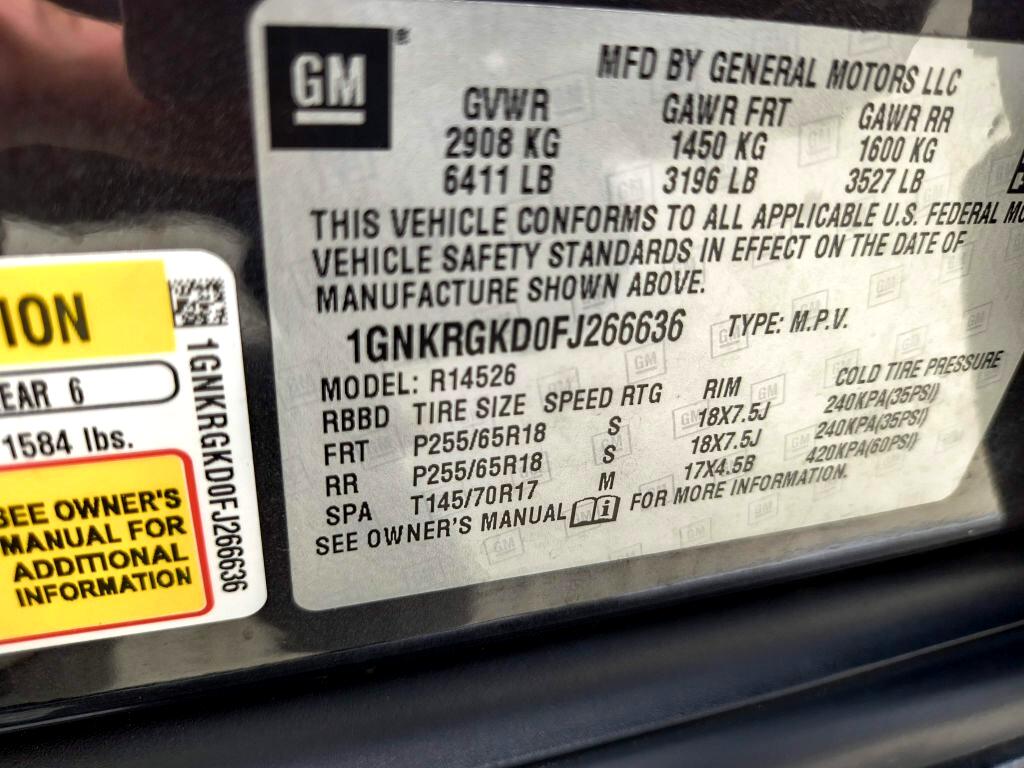 GM®
MFD BY GENERAL MOTORS LLC
GVWR GAWR FRT GAWR RR
2908 KG 1450 KG 1600 KG
6411 LB 3196 LB 3527 LB
THIS VEHICLE CONFORMS TO ALL APPLICABLE U.S. FEDERAL
VEHICLE SAFETY STANDARDS IN EFFECT ON THE DATE OF
MANUFACTURE SHOWN ABOVE.
1GNKRGKD0FJ266636 TYPE: M.P.V.
MODEL: R14526
RBBD TIRE SIZE SPEED RTG RIM COLD TIRE PRESSURE
FRT P255/65R18 S 18X7.5J 240KPA(35PSI)
RR P255/65R18 S 18X7.5J 240KPA(35PSI)
SPA T145/70R17 M 17X4.5B 420KPA(60PSI)
SEE OWNER'S MANUAL FOR MORE INFORMATION.
ION
EAR 6
1584 lbs.
SEE OWNER'S
MANUAL FOR
ADDITIONAL
INFORMATION
1GNKRGKD0FJ266636